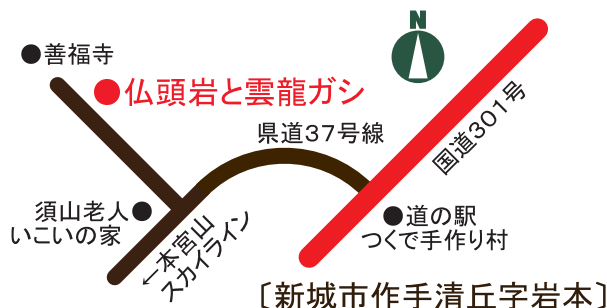 N
●善福寺
●仏頭岩と雲龍ガシ
県道37号線
国道301号
須山老人●
いこいの家
←本宮山
スカイライン
●道の駅
つくで手作り村
〔新城市作手清丘字岩本〕